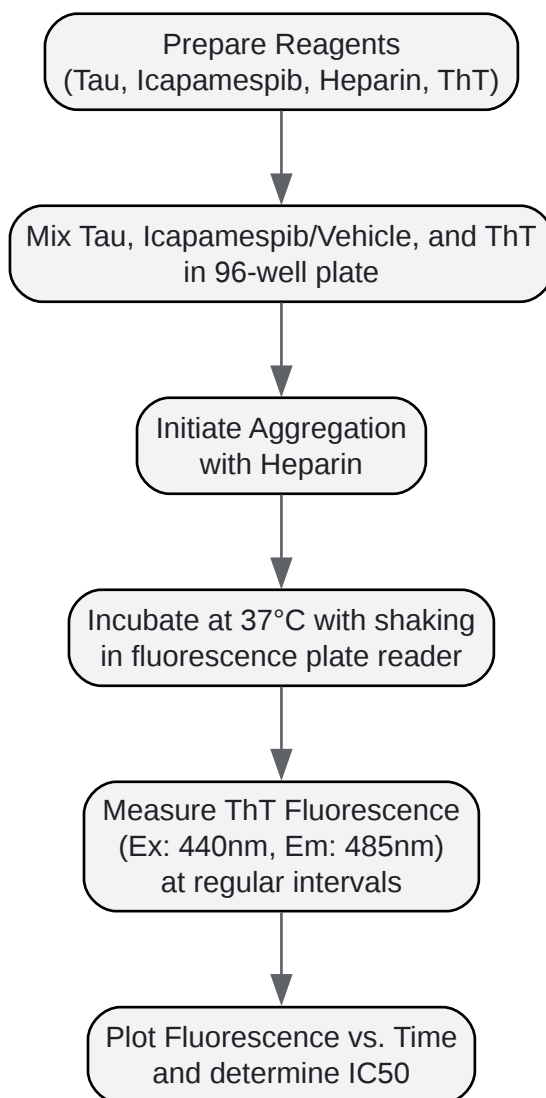 Prepare Reagents
(Tau, Icapamespib, Heparin, ThT)
Mix Tau, Icapamespib/Vehicle, and ThT
in 96-well plate
Initiate Aggregation
with Heparin
Incubate at 37°C with shaking
in fluorescence plate reader
Measure ThT Fluorescence
(Ex: 440nm, Em: 485nm)
at regular intervals
Plot Fluorescence vs. Time
and determine IC50